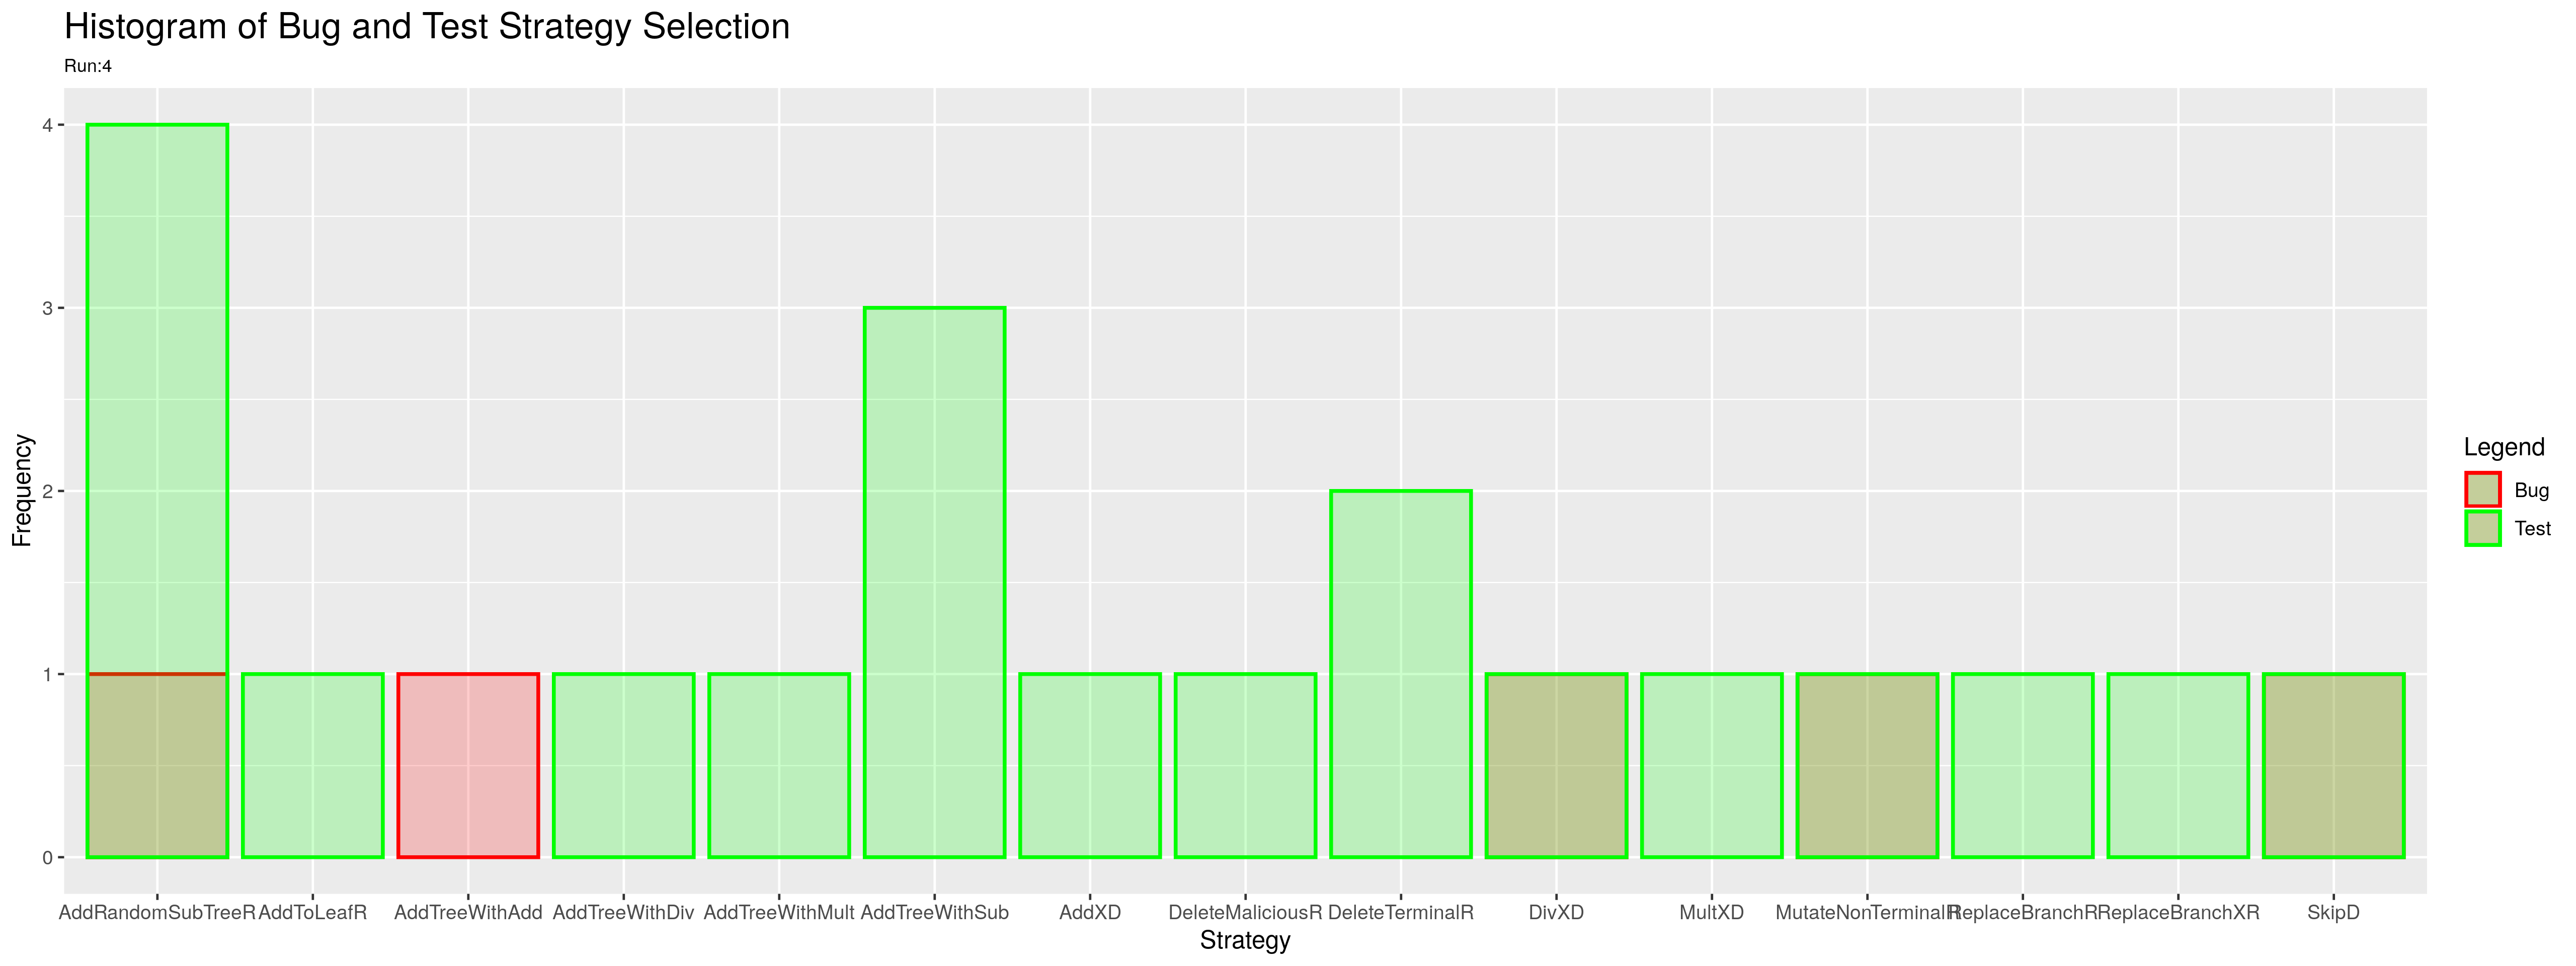 Histogram of Bug and Test Strategy Selection
Run:4
Frequency
4
3
2
1
0
AddRandomSubTreeR AddToLeafR AddTreeWithAdd AddTreeWithDiv AddTreeWithMult AddTreeWithSub AddXD DeleteMaliciousR DeleteTerminalR DivXD MultXD MutateNonTerminalR ReplaceBranchR ReplaceBranchXR SkipD
Strategy
Legend
Bug
Test